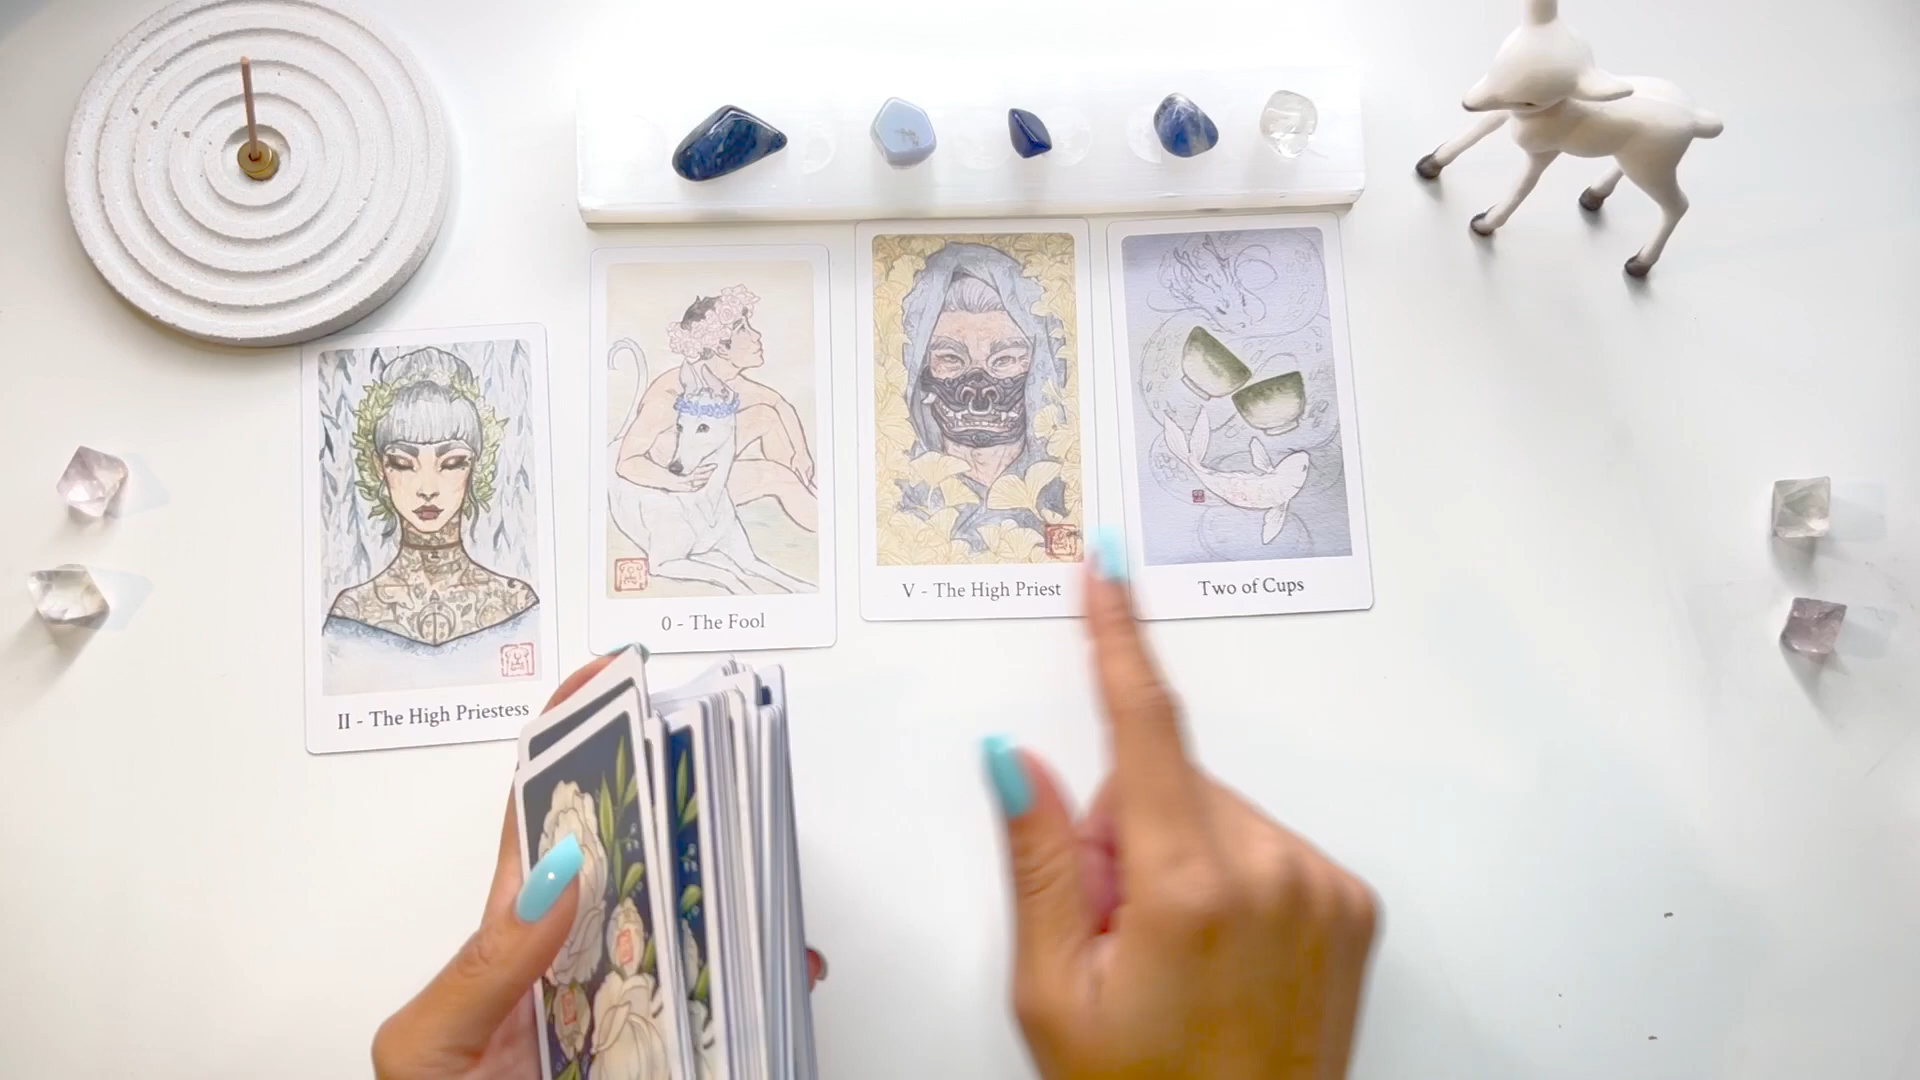 II - The High Priestess
0 - The Fool
V - The High Priest
Two of Cups